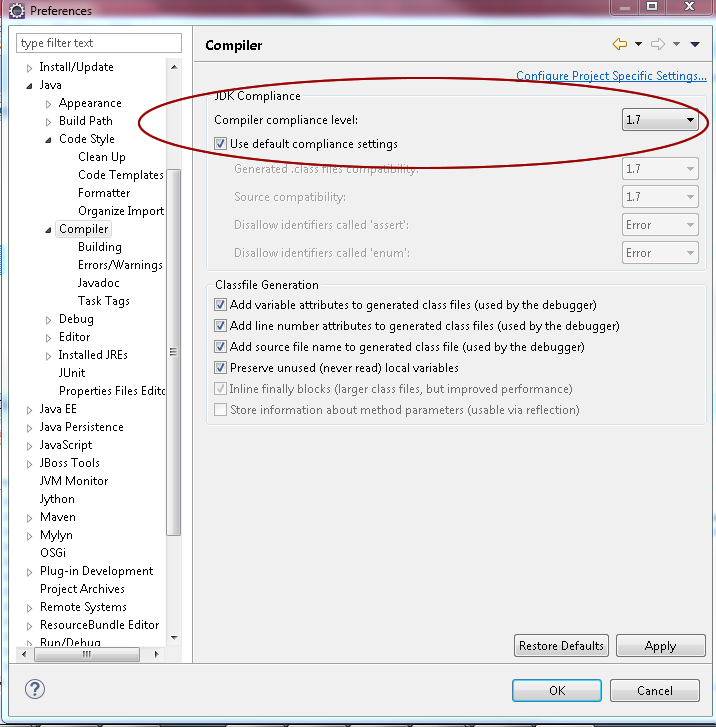 Preferences
type filter text
Install/Update
Java
Appearance
Build Path
Code Style
Clean Up
Code Templates
Formatter
Organize Import
Compiler
Building
Errors/Warnings
Javadoc
Task Tags
Debug
Editor
Installed JREs
JUnit
Properties Files Edito
Java EE
Java Persistence
JavaScript
JBoss Tools
JVM Monitor
Jython
Maven
Mylyn
OSGi
Plug-in Development
Project Archives
Remote Systems
ResourceBundle Editor
Run/Debug
Compiler
Configure Project Specific Settings...
JDK Compliance
Compiler compliance level: 1.7
Use default compliance settings
Generated .class files compatibility: 1.7
Source compatibility: 1.7
Disallow identifiers called 'assert': Error
Disallow identifiers called 'enum': Error
Classfile Generation
Add variable attributes to generated class files (used by the debugger)
Add line number attributes to generated class files (used by the debugger)
Add source file name to generated class file (used by the debugger)
Preserve unused (never read) local variables
Inline finally blocks (larger class files, but improved performance)
Store information about method parameters (usable via reflection)
Restore Defaults Apply
? OK Cancel